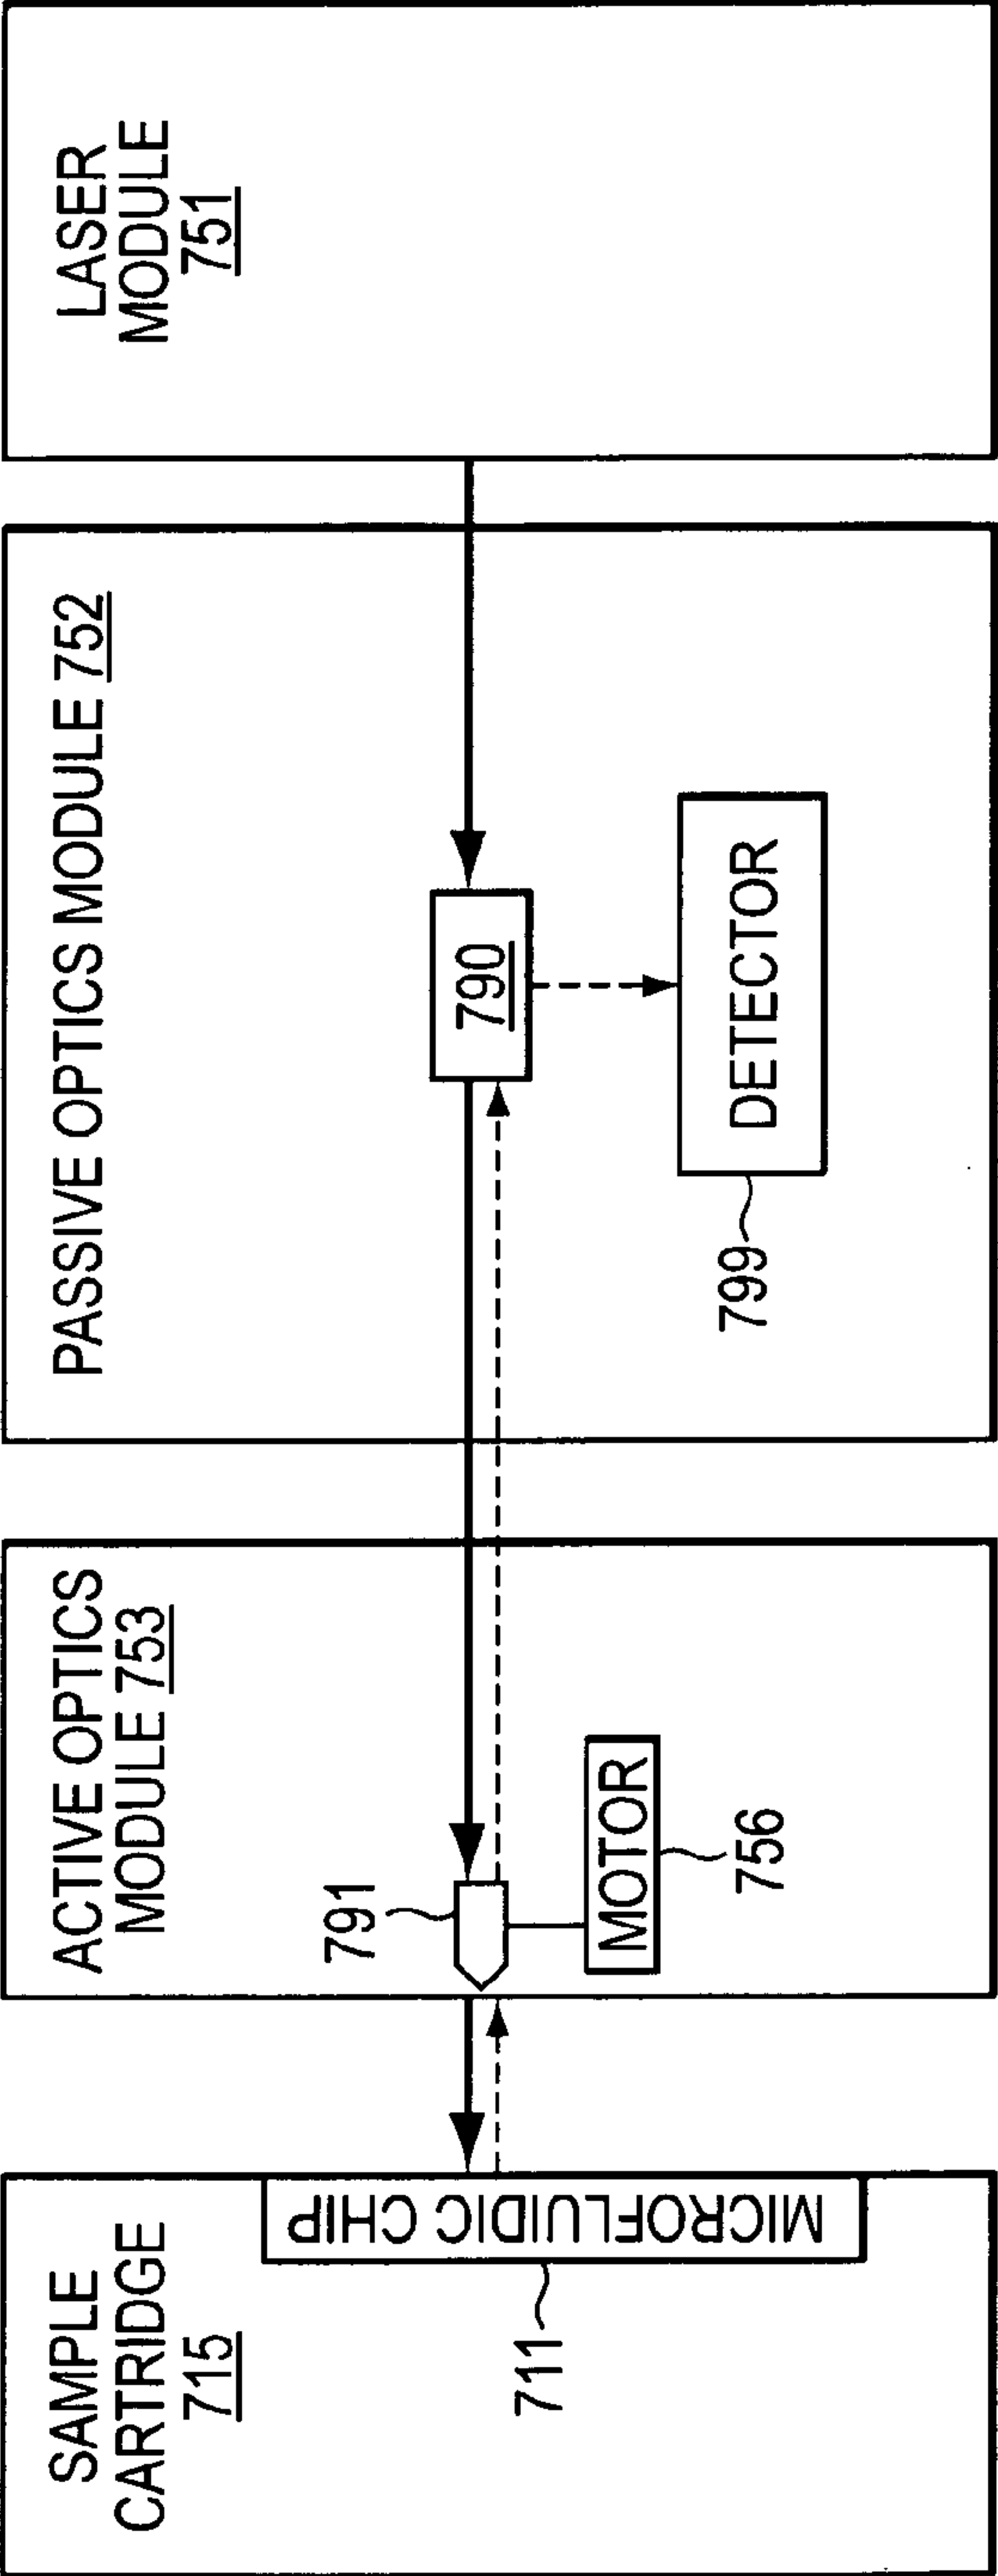 SAMPLE
CARTRIDGE
715
MICROFLUIDIC CHIP
711
ACTIVE OPTICS
MODULE 753
791
MOTOR
756
PASSIVE OPTICS MODULE 752
790
DETECTOR
799
LASER
MODULE
751